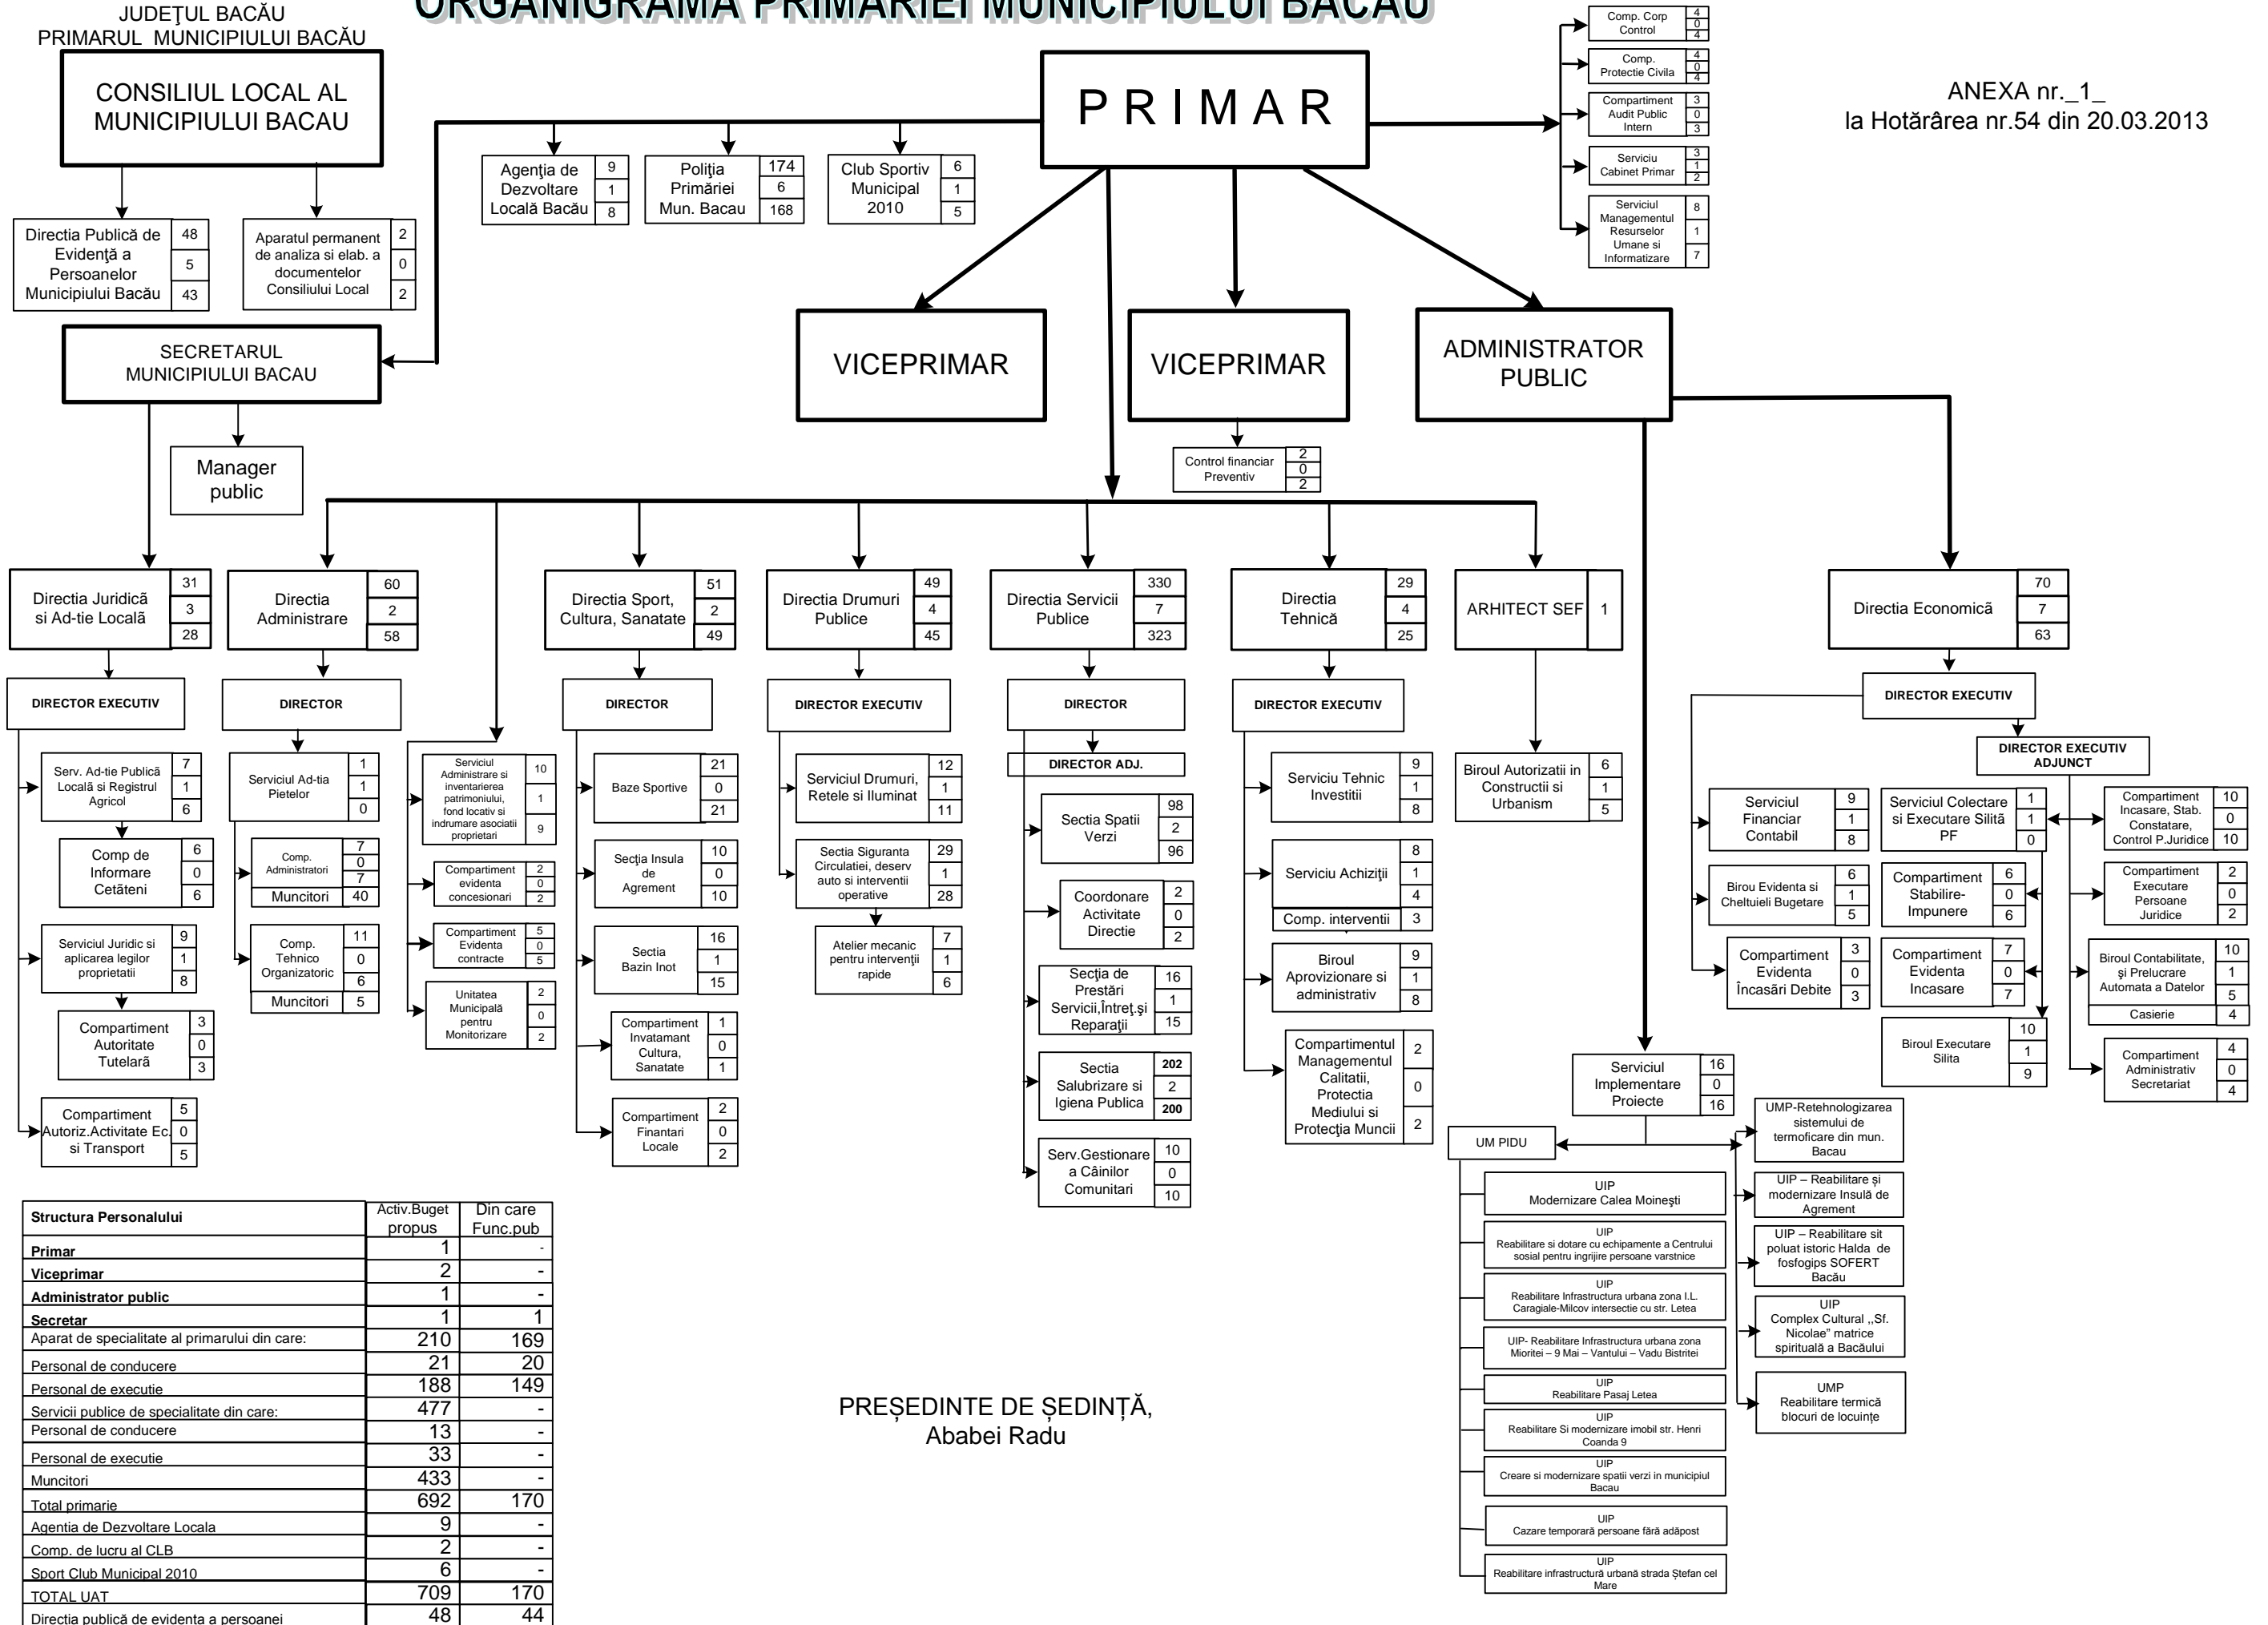 ORGANIGRAMA PRIMĂRIEI MUNICIPIULUI BACĂU
JUDEŢUL BACĂU
PRIMARUL MUNICIPIULUI BACĂU
ANEXA nr._1_
la Hotărârea nr.54 din 20.03.2013
CONSILIUL LOCAL AL
MUNICIPIULUI BACAU
P R I M A R
Comp. Corp
Control
4
0
4
Comp.
Protectie Civila
4
0
4
Compartiment
Audit Public
Intern
3
0
3
Serviciu
Cabinet Primar
3
1
2
Serviciul
Managementul
Resurselor
Umane si
Informatizare
8
1
7
Agenţia de
Dezvoltare
Locală Bacău
9
1
8
Poliţia
Primăriei
Mun. Bacau
174
6
168
Club Sportiv
Municipal
2010
6
1
5
Directia Publică de
Evidenţă a
Persoanelor
Municipiului Bacău
48
5
43
Aparatul permanent
de analiza si elab. a
documentelor
Consiliului Local
2
0
2
SECRETARUL
MUNICIPIULUI BACAU
VICEPRIMAR
VICEPRIMAR
ADMINISTRATOR
PUBLIC
Manager
public
Control financiar
Preventiv
2
0
2
Directia Juridicã
si Ad-tie Localã
31
3
28
Directia
Administrare
60
2
58
Directia Sport,
Cultura, Sanatate
51
2
49
Directia Drumuri
Publice
49
4
45
Directia Servicii
Publice
330
7
323
Directia
Tehnică
29
4
25
ARHITECT SEF
1
Directia Economicã
70
7
63
DIRECTOR EXECUTIV
DIRECTOR
DIRECTOR
DIRECTOR EXECUTIV
DIRECTOR
DIRECTOR EXECUTIV
DIRECTOR EXECUTIV
DIRECTOR ADJ.
DIRECTOR EXECUTIV
ADJUNCT
Serv. Ad-tie Publicã
Localã si Registrul
Agricol
7
1
6
Comp de
Informare
Cetãteni
6
0
6
Serviciul Juridic si
aplicarea legilor
proprietatii
9
1
8
Compartiment
Autoritate
Tutelarã
3
0
3
Compartiment
Autoriz.Activitate Ec.
si Transport
5
0
5
Serviciul Ad-tia
Pietelor
1
1
0
Comp.
Administratori
7
0
7
Muncitori
40
Comp.
Tehnico
Organizatoric
11
0
6
Muncitori
5
Serviciul
Administrare si
inventarierea
patrimoniului,
fond locativ si
indrumare asociatii
proprietari
10
1
9
Compartiment
evidenta
concesionari
2
0
2
Compartiment
Evidenta
contracte
5
0
5
Unitatea
Municipală
pentru
Monitorizare
2
0
2
Baze Sportive
21
0
21
Secţia Insula
de
Agrement
10
0
10
Sectia
Bazin Inot
16
1
15
Compartiment
Invatamant
Cultura,
Sanatate
1
0
1
Compartiment
Finantari
Locale
2
0
2
Serviciul Drumuri,
Retele si Iluminat
12
1
11
Sectia Siguranta
Circulatiei, deserv
auto si interventii
operative
29
1
28
Atelier mecanic
pentru intervenţii
rapide
7
1
6
Sectia Spatii
Verzi
98
2
96
Coordonare
Activitate
Directie
2
0
2
Secţia de
Prestări
Servicii,Întreţ.şi
Reparaţii
16
1
15
Sectia
Salubrizare si
Igiena Publica
202
2
200
Serv.Gestionare
a Câinilor
Comunitari
10
0
10
Serviciu Tehnic
Investitii
9
1
8
Serviciu Achiziţii
8
1
4
Comp. interventii
3
Biroul
Aprovizionare si
administrativ
9
1
8
Compartimentul
Managementul
Calitatii,
Protectia
Mediului si
Protecţia Muncii
2
0
2
Biroul Autorizatii in
Constructii si
Urbanism
6
1
5
Serviciul
Financiar
Contabil
9
1
8
Birou Evidenta si
Cheltuieli Bugetare
6
1
5
Compartiment
Evidenta
Încasări Debite
3
0
3
Serviciul Colectare
si Executare Silită
PF
1
1
0
Compartiment
Stabilire-
Impunere
6
0
6
Compartiment
Evidenta
Incasare
7
0
7
Biroul Executare
Silita
10
1
9
Compartiment
Incasare, Stab.
Constatare,
Control P.Juridice
10
0
10
Compartiment
Executare
Persoane
Juridice
2
0
2
Biroul Contabilitate,
şi Prelucrare
Automata a Datelor
10
1
5
Casierie
4
Compartiment
Administrativ
Secretariat
4
0
4
Serviciul
Implementare
Proiecte
16
0
16
UM PIDU
UIP
Modernizare Calea Moineşti
UIP
Reabilitare si dotare cu echipamente a Centrului
sosial pentru ingrijire persoane varstnice
UIP
Reabilitare Infrastructura urbana zona I.L.
Caragiale-Milcov intersectie cu str. Letea
UIP- Reabilitare Infrastructura urbana zona
Mioritei – 9 Mai – Vantului – Vadu Bistritei
UIP
Reabilitare Pasaj Letea
UIP
Reabilitare Si modernizare imobil str. Henri
Coanda 9
UIP
Creare si modernizare spatii verzi in municipiul
Bacau
UIP
Cazare temporară persoane fără adăpost
UIP
Reabilitare infrastructură urbană strada Ștefan cel
Mare
UMP-Retehnologizarea
sistemului de
termoficare din mun.
Bacau
UIP – Reabilitare și
modernizare Insulă de
Agrement
UIP – Reabilitare sit
poluat istoric Halda de
fosfogips SOFERT
Bacău
UIP
Complex Cultural ,,Sf.
Nicolae” matrice
spirituală a Bacăului
UMP
Reabilitare termică
blocuri de locuințe
Structura Personalului Activ.Buget propus Din care Func.pub
Primar 1 -
Viceprimar 2 -
Administrator public 1 -
Secretar 1 1
Aparat de specialitate al primarului din care: 210 169
Personal de conducere 21 20
Personal de executie 188 149
Servicii publice de specialitate din care: 477 -
Personal de conducere 13 -
Personal de executie 33 -
Muncitori 433 -
Total primarie 692 170
Agentia de Dezvoltare Locala 9 -
Comp. de lucru al CLB 2 -
Sport Club Municipal 2010 6 -
TOTAL UAT 709 170
Directia publică de evidenta a persoanei 48 44
PREȘEDINTE DE ȘEDINȚĂ,
Ababei Radu